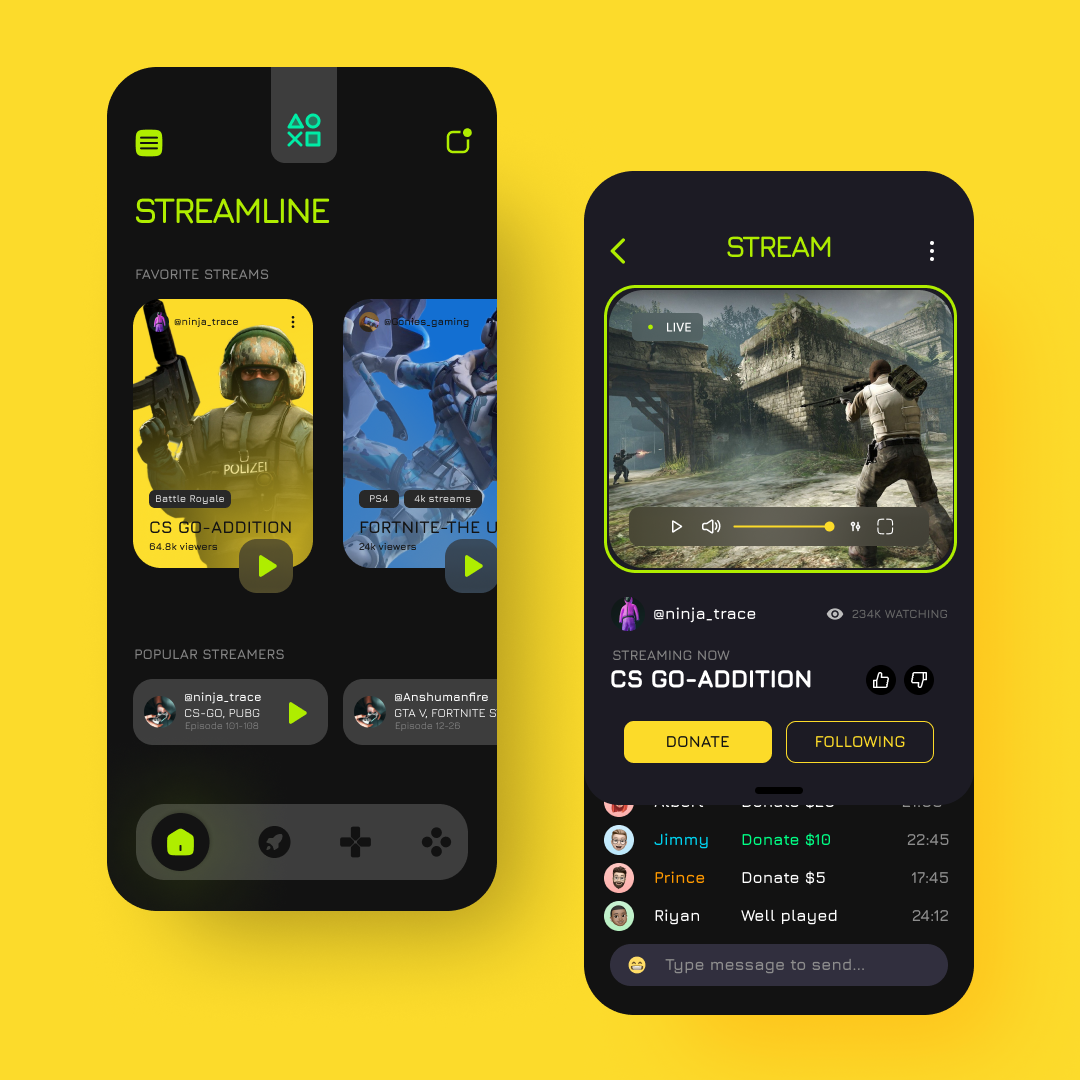 STREAMLINE
FAVORITE STREAMS
@ninja_trace
POLIZEI
Battle Royale
CS GO-ADDITION
64.8k viewers
_gaming
PS4
4k streams
FORTNITE-THE U
24k viewers
POPULAR STREAMERS
@ninja_trace
CS-GO, PUBG
Episode 101-108
@Anshumanfire
GTA V, FORTNITE
Episode 12-26
STREAM
LIVE
@ninja_trace
234K WATCHING
STREAMING NOW
CS GO-ADDITION
DONATE
FOLLOWING
Albert Donate
Jimmy Donate $10 22:45
Prince Donate $5 17:45
Riyan Well played 24:12
Type message to send...